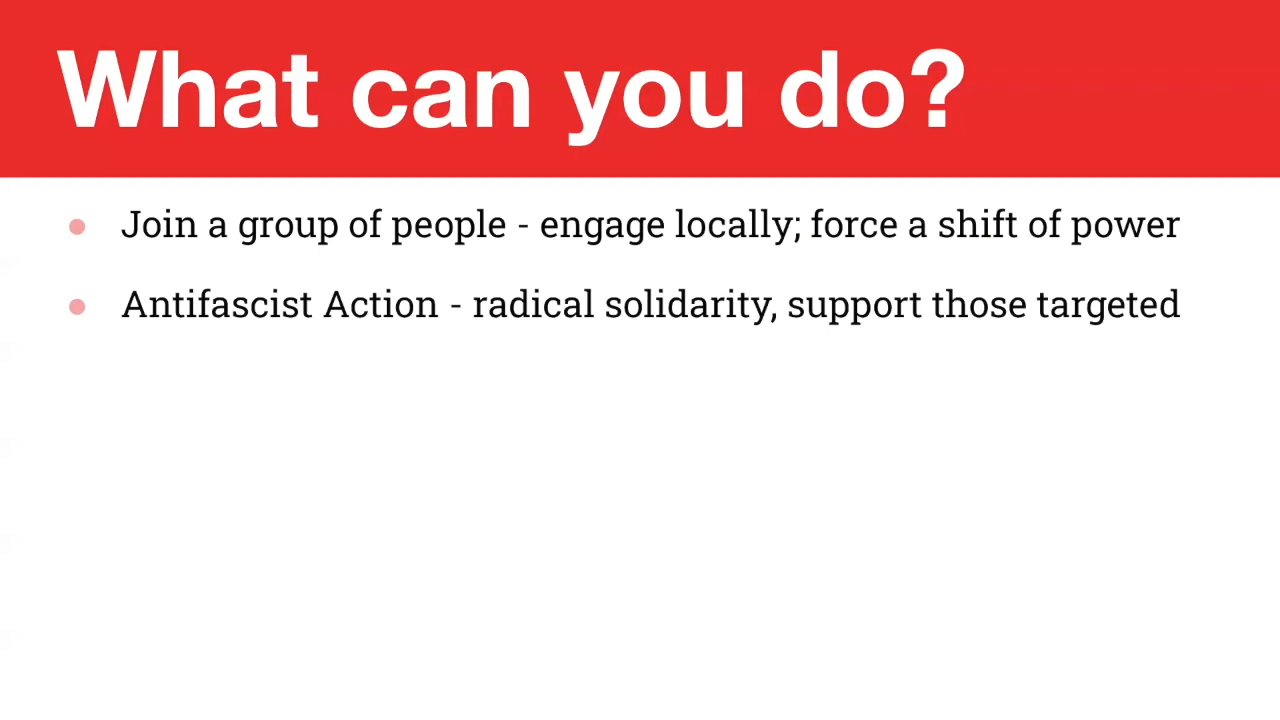 What can you do?
● Join a group of people - engage locally; force a shift of power
● Antifascist Action - radical solidarity, support those targeted